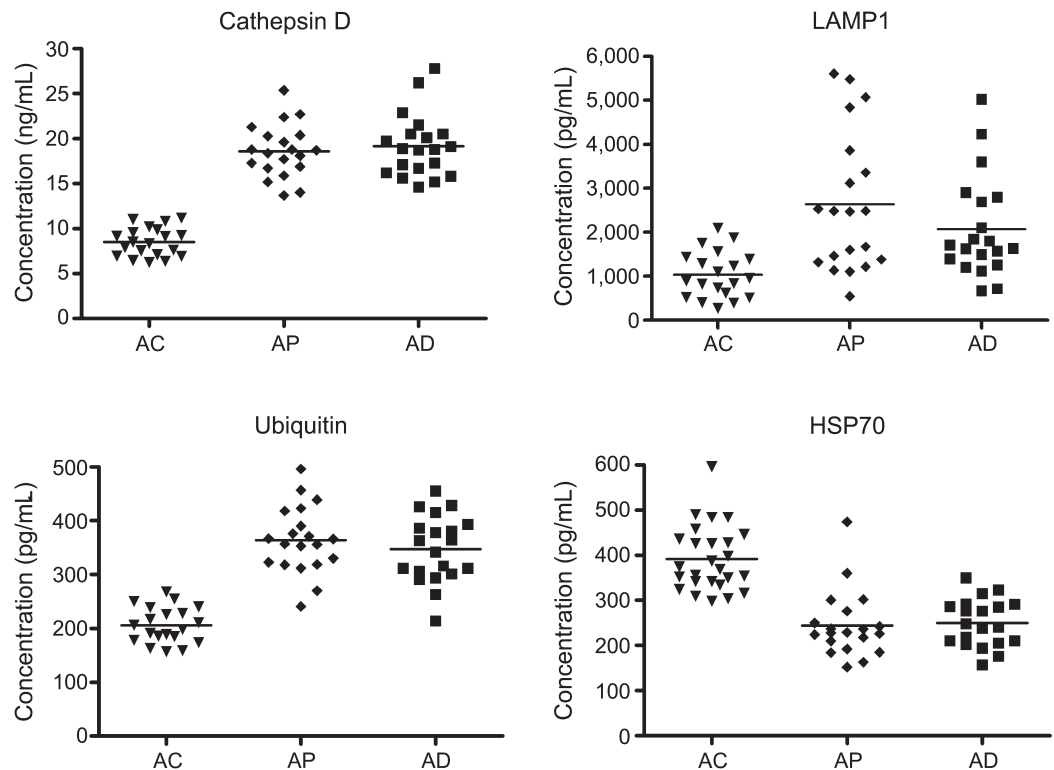 Cathepsin D
Concentration (ng/mL)
30
25
20
15
10
5
0
AC AP AD
LAMP1
Concentration (pg/mL)
6,000
5,000
4,000
3,000
2,000
1,000
0
AC AP AD
Ubiquitin
Concentration (pg/mL)
500
400
300
200
100
0
AC AP AD
HSP70
Concentration (pg/mL)
600
500
400
300
200
100
0
AC AP AD